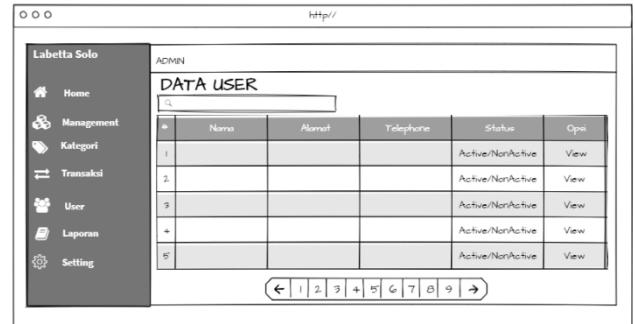 http//
Labetta Solo
Home
Management
Kategori
Transaksi
User
Laporan
Setting
ADMIN
DATA USER
# Nama Alamat Telephone Status Opsi
1 Active/NonActive View
2 Active/NonActive View
3 Active/NonActive View
4 Active/NonActive View
5 Active/NonActive View
← 1 2 3 4 5 6 7 8 9 →